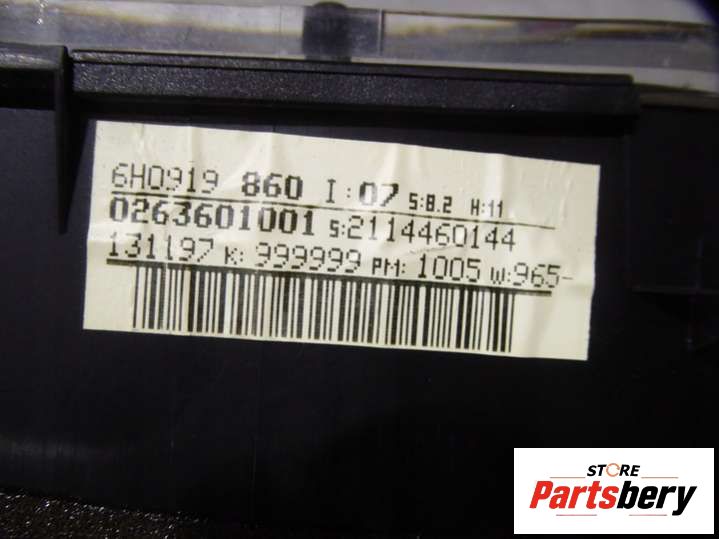 6H0919 860 I:07 S:8.2 H:11
0263601001 S:2114460144
131197 K: 999999 PM: 1005 W:965-
STORE
Partsbery